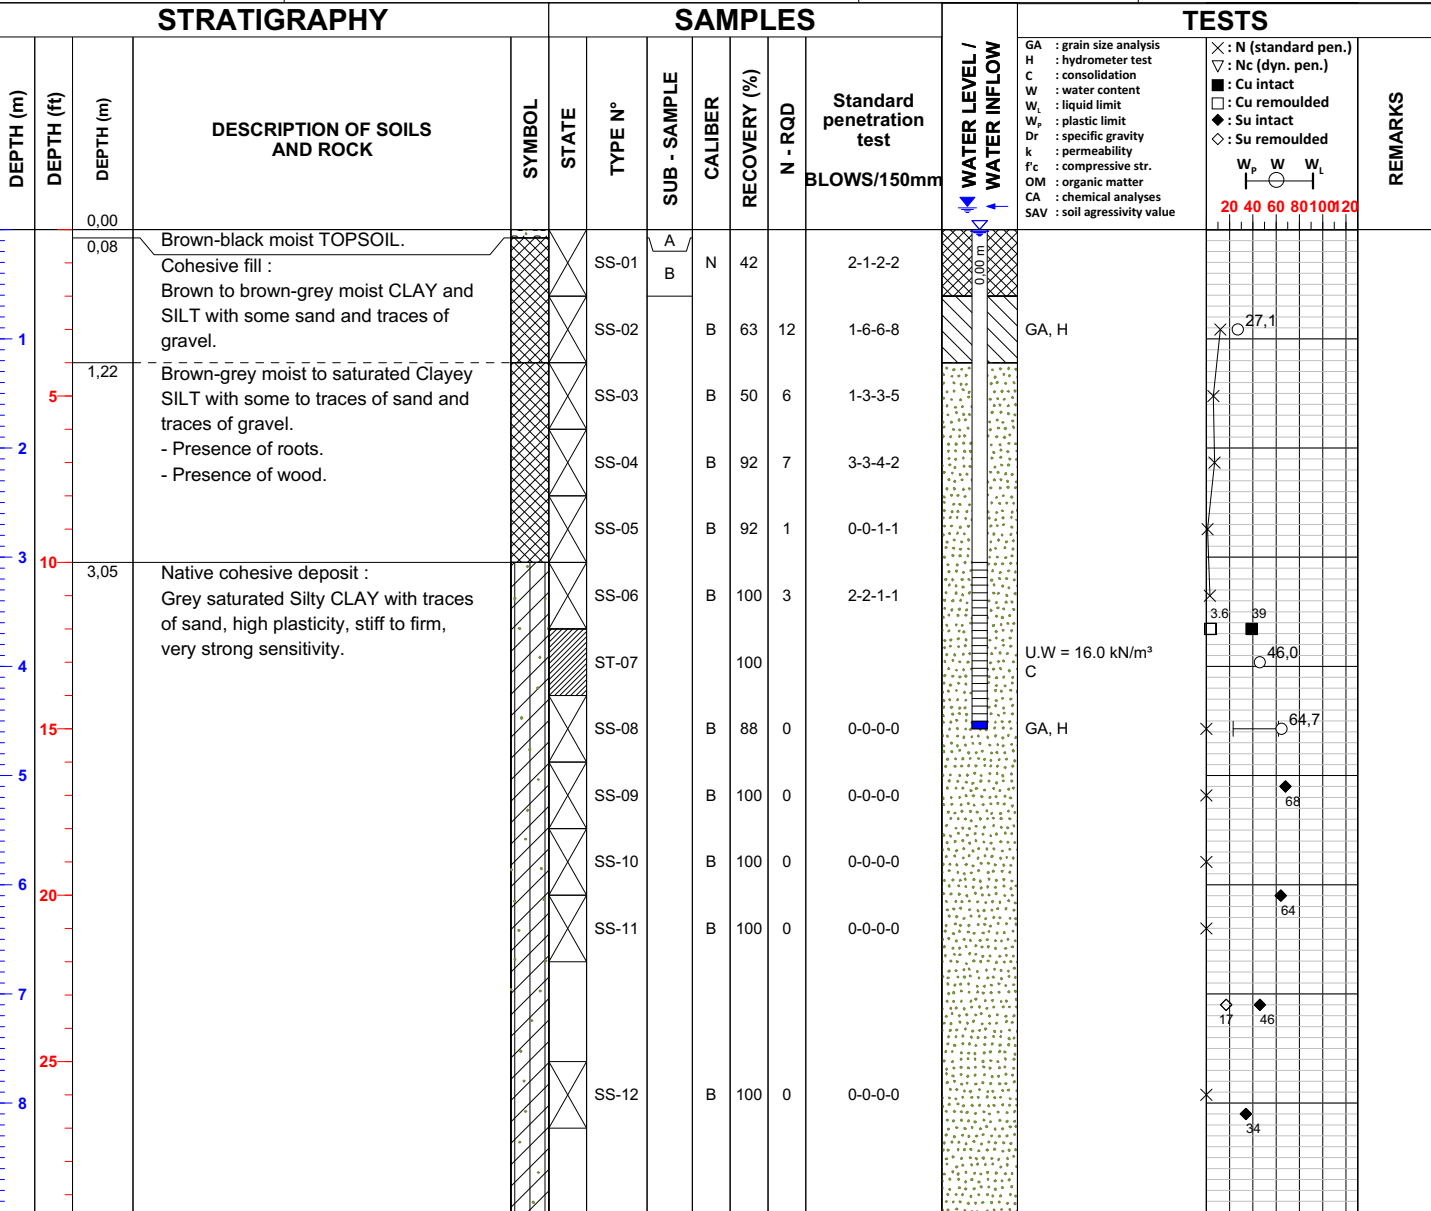 STRATIGRAPHY
SAMPLES
TESTS
DEPTH (m)
DEPTH (ft)
DEPTH (m)
DESCRIPTION OF SOILS
AND ROCK
SYMBOL
STATE
TYPE N°
SUB - SAMPLE
CALIBER
RECOVERY (%)
N - RQD
Standard
penetration
test
BLOWS/150mm
WATER LEVEL /
WATER INFLOW
GA : grain size analysis
H : hydrometer test
C : consolidation
W : water content
WL : liquid limit
WP : plastic limit
Dr : specific gravity
k : permeability
f'c : compressive str.
OM : organic matter
CA : chemical analyses
SAV : soil agressivity value
N (standard pen.)
: Nc (dyn. pen.)
: Cu intact
: Cu remoulded
: Su intact
: Su remoulded
WP W WL
20 40 60 80 100 120
REMARKS
0,00
0,08 Brown-black moist TOPSOIL.
Cohesive fill :
Brown to brown-grey moist CLAY and
SILT with some sand and traces of
gravel.
1,22 Brown-grey moist to saturated Clayey
SILT with some to traces of sand and
traces of gravel.
- Presence of roots.
- Presence of wood.
3,05 Native cohesive deposit :
Grey saturated Silty CLAY with traces
of sand, high plasticity, stiff to firm,
very strong sensitivity.
1
2
3
4
5
6
7
8
5
10
15
20
25
A
B
SS-01 N 42 2-1-2-2
SS-02 B 63 12 1-6-6-8
SS-03 B 50 6 1-3-3-5
SS-04 B 92 7 3-3-4-2
SS-05 B 92 1 0-0-1-1
SS-06 B 100 3 2-2-1-1
ST-07 100
SS-08 B 88 0 0-0-0-0
SS-09 B 100 0 0-0-0-0
SS-10 B 100 0 0-0-0-0
SS-11 B 100 0 0-0-0-0
SS-12 B 100 0 0-0-0-0
0,00 m
GA, H
U.W = 16.0 kN/m³
C
GA, H
27,1
3.6 39
46,0
64,7
68
64
17 46
34